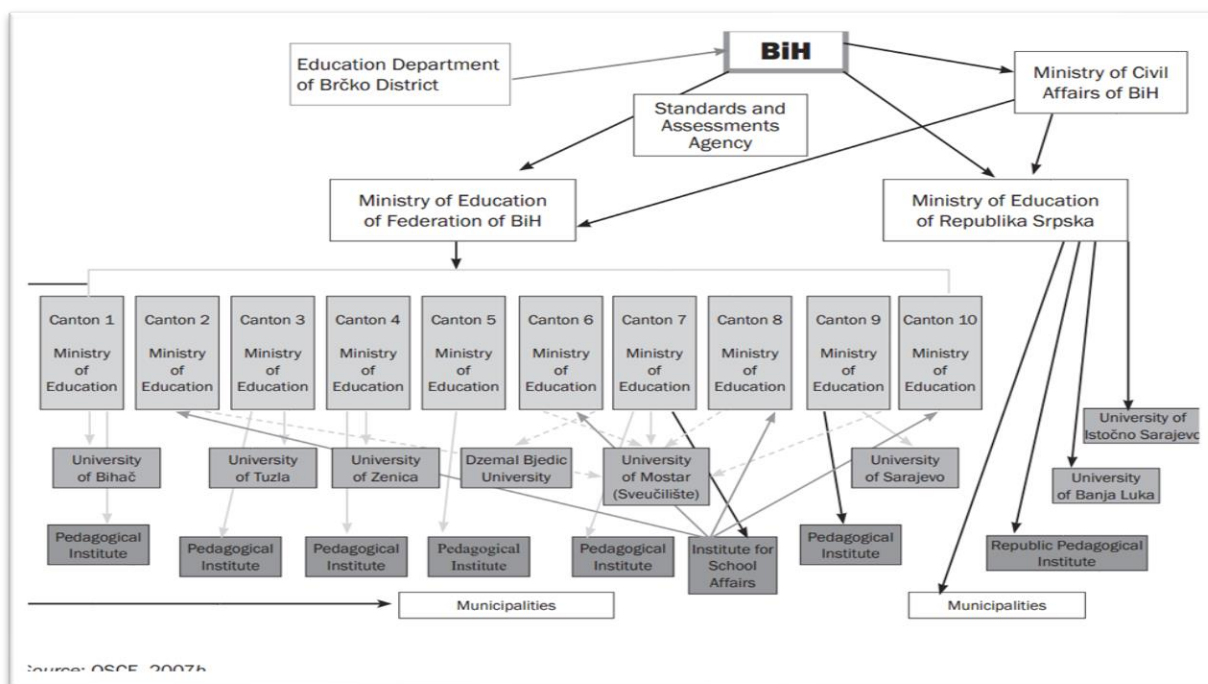 BiH
Education Department
of Brčko District
Ministry of Civil
Affairs of BiH
Standards and
Assessments
Agency
Ministry of Education
of Federation of BiH
Ministry of Education
of Republika Srpska
Canton 1
Ministry
of
Education
Canton 2
Ministry
of
Education
Canton 3
Ministry
of
Education
Canton 4
Ministry
of
Education
Canton 5
Ministry
of
Education
Canton 6
Ministry
of
Education
Canton 7
Ministry
of
Education
Canton 8
Ministry
of
Education
Canton 9
Ministry
of
Education
Canton 10
Ministry
of
Education
University of
Istočno Sarajevo
University
of Bihač
University
of Tuzla
University
of Zenica
Dzemal Bjedic
University
University
of Mostar
(Sveučilište)
University
of Sarajevo
University
of Banja Luka
Pedagogical
Institute
Pedagogical
Institute
Pedagogical
Institute
Pedagogical
Institute
Pedagogical
Institute
Institute for
School
Affairs
Pedagogical
Institute
Republic Pedagogical
Institute
Municipalities
Municipalities
Source: OSCE, 2007b